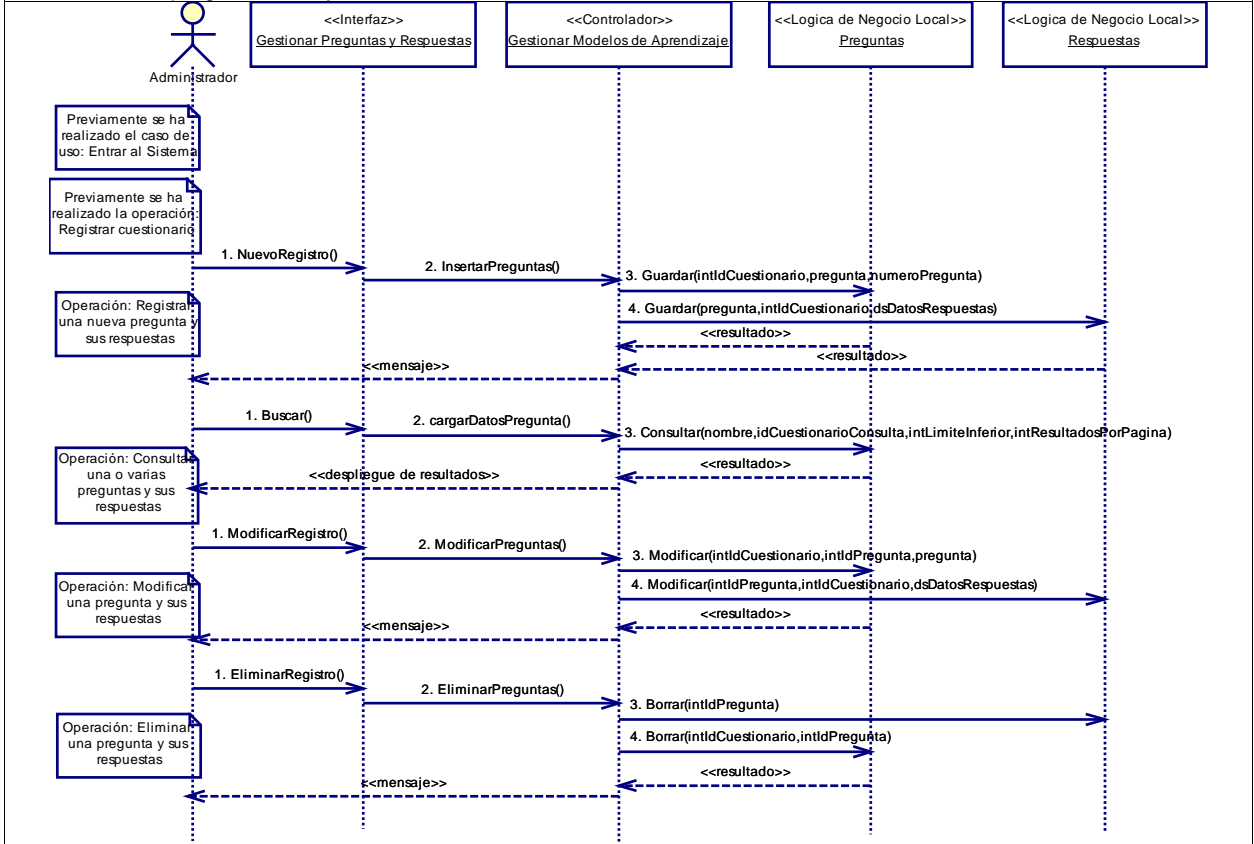 <<Interfaz>>
Gestionar Preguntas y Respuestas
<<Controlador>>
Gestionar Modelos de Aprendizaje
<<Logica de Negocio Local>>
Preguntas
<<Logica de Negocio Local>>
Respuestas
Administrador
Previamente se ha
realizado el caso de
uso: Entrar al Sistema
Previamente se ha
realizado la operación:
Registrar cuestionario
1. NuevoRegistro()
2. InsertarPreguntas()
3. Guardar(intIdCuestionario,pregunta,numeroPregunta)
Operación: Registrar
una nueva pregunta y
sus respuestas
4. Guardar(pregunta,intIdCuestionario,dsDatosRespuestas)
<<resultado>>
<<resultado>>
<<mensaje>>
1. Buscar()
2. cargarDatosPregunta()
3. Consultar(nombre,idCuestionarioConsulta,intLimiteInferior,intResultadosPorPagina)
Operación: Consultar
una o varias
preguntas y sus
respuestas
<<resultado>>
<<despliegue de resultados>>
1. ModificarRegistro()
2. ModificarPreguntas()
3. Modificar(intIdCuestionario,intIdPregunta,pregunta)
Operación: Modificar
una pregunta y sus
respuestas
4. Modificar(intIdPregunta,intIdCuestionario,dsDatosRespuestas)
<<resultado>>
<<mensaje>>
1. EliminarRegistro()
2. EliminarPreguntas()
3. Borrar(intIdPregunta)
Operación: Eliminar
una pregunta y sus
respuestas
4. Borrar(intIdCuestionario,intIdPregunta)
<<resultado>>
<<mensaje>>